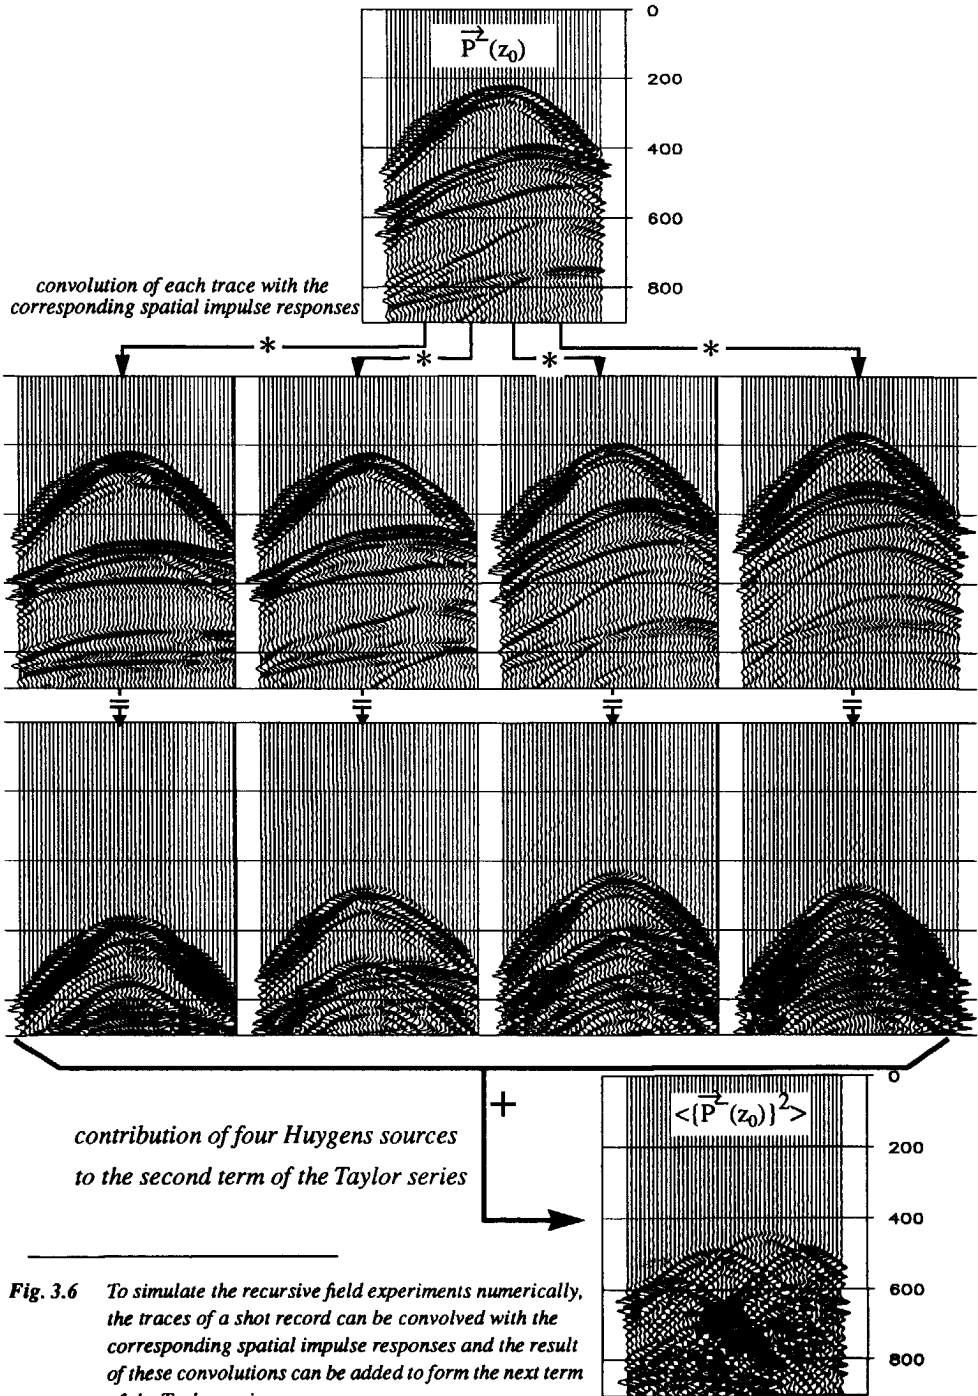 0
P⃗²(z₀)
200
400
600
800
convolution of each trace with the
corresponding spatial impulse responses
* * * *
= = = =
+
contribution of four Huygens sources
to the second term of the Taylor series
0
<{P⃗²(z₀)}²>
200
400
600
800
Fig. 3.6 To simulate the recursive field experiments numerically,
the traces of a shot record can be convolved with the
corresponding spatial impulse responses and the result
of these convolutions can be added to form the next term